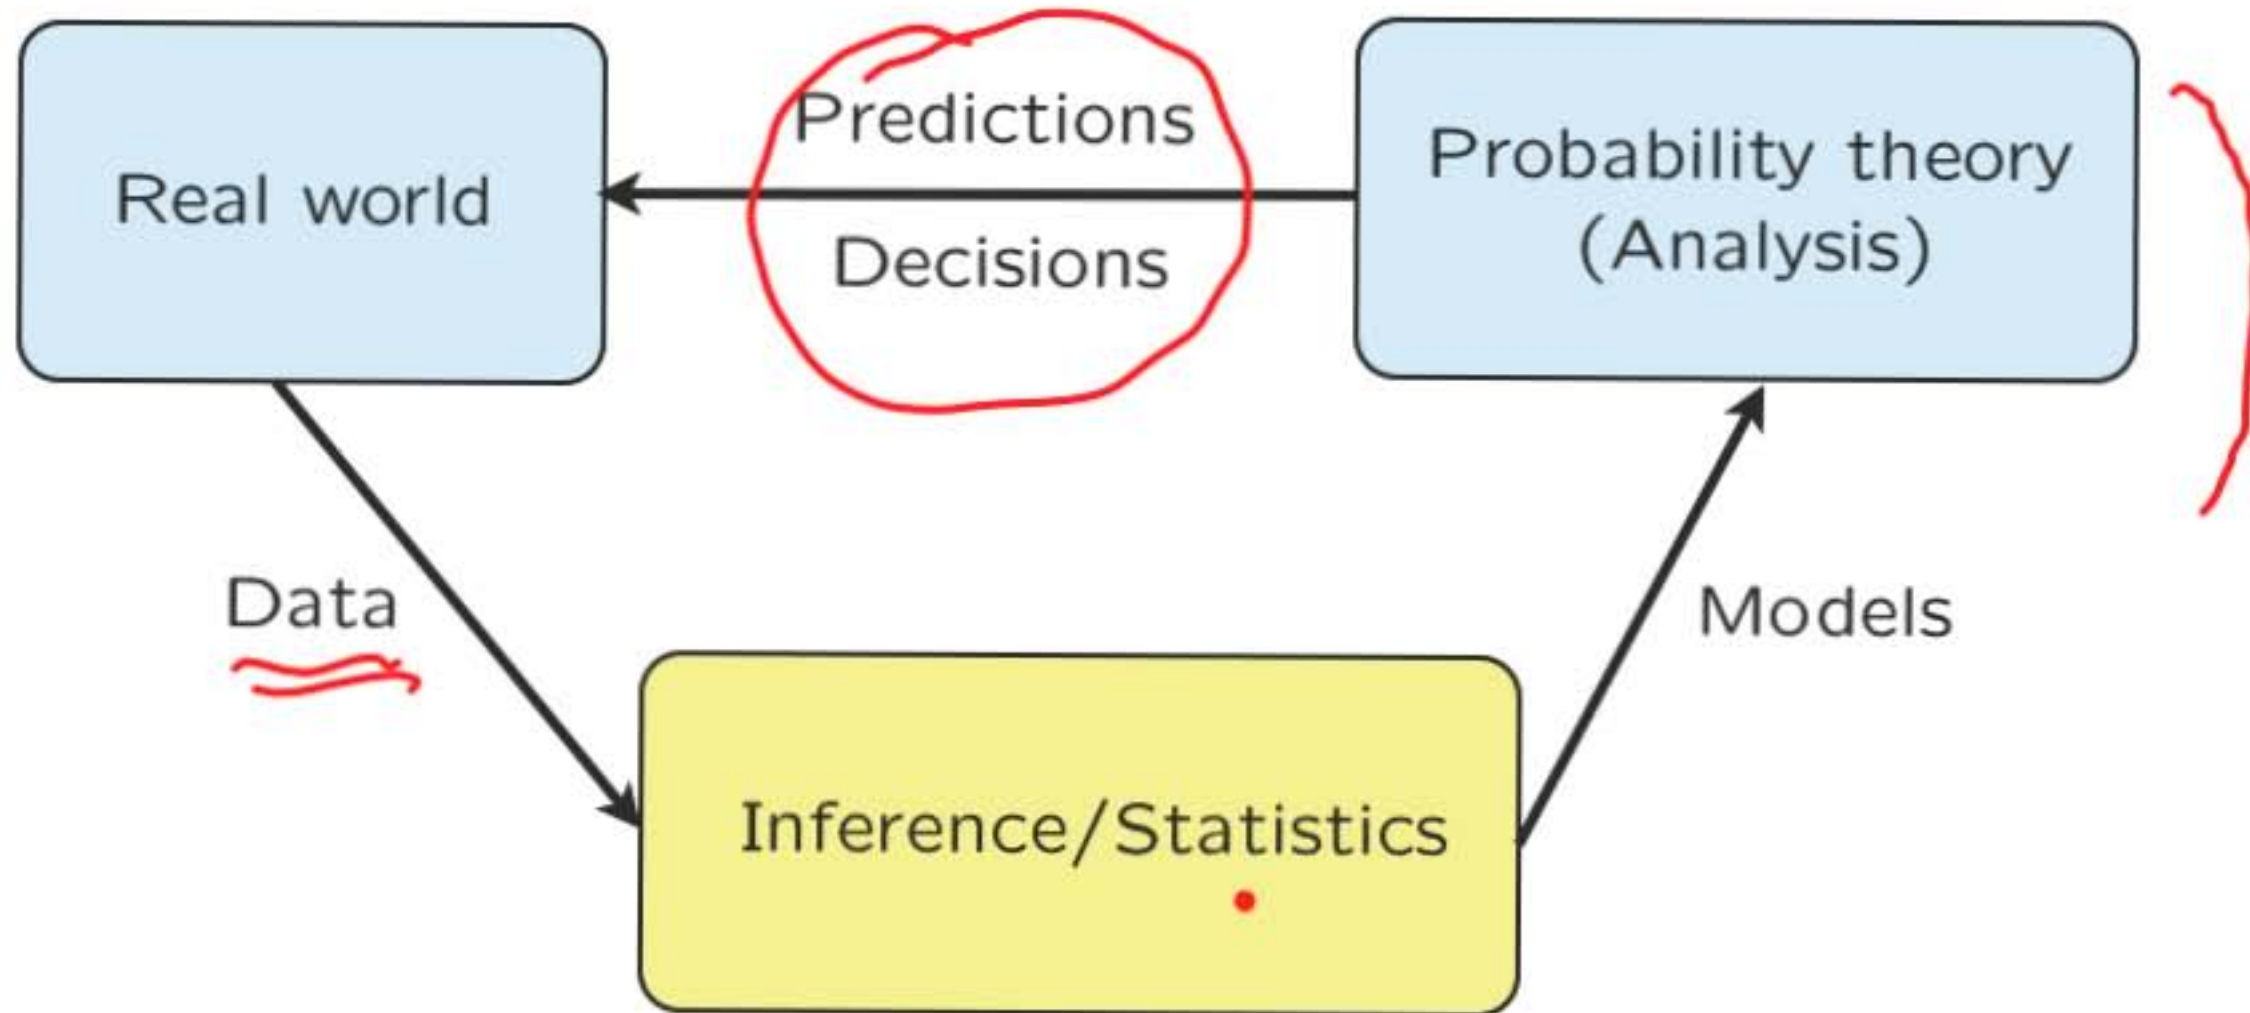 Real world
Predictions
Decisions
Probability theory
(Analysis)
Data
Models
Inference/Statistics